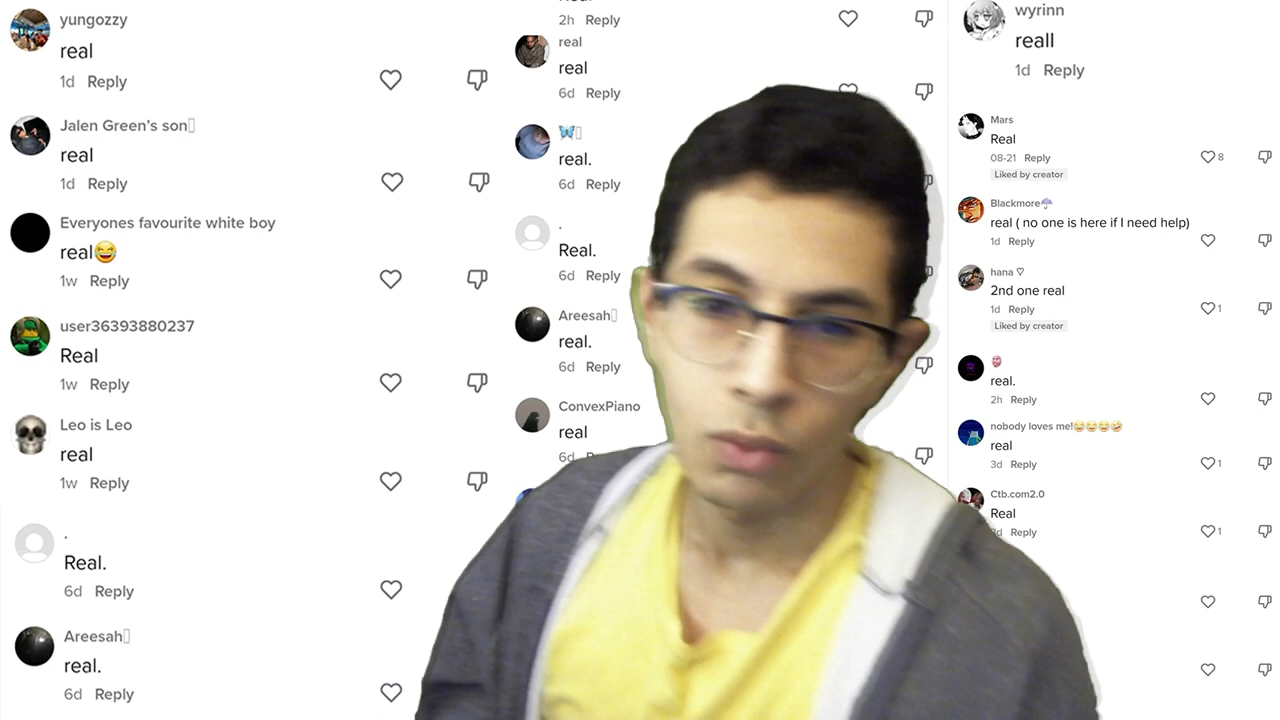 yungozzy
real
1d Reply
Jalen Green's son
real
1d Reply
Everyones favourite white boy
real😆
1w Reply
user36393880237
Real
1w Reply
Leo is Leo
real
1w Reply
.
Real.
6d Reply
Areesah
real.
6d Reply
2h Reply
real
real
6d Reply
🦋
real.
6d Reply
.
Real.
6d Reply
Areesah
real.
6d Reply
ConvexPiano
real
6d
wyrinn
reall
1d Reply
Mars
Real
08-21 Reply
8
Liked by creator
Blackmore☔
real ( no one is here if I need help)
1d Reply
hana ♡
2nd one real
1d Reply
1
Liked by creator
real.
2h Reply
nobody loves me!😂😂😂🤣
real
3d Reply
1
Ctb.com2.0
Real
Reply
1